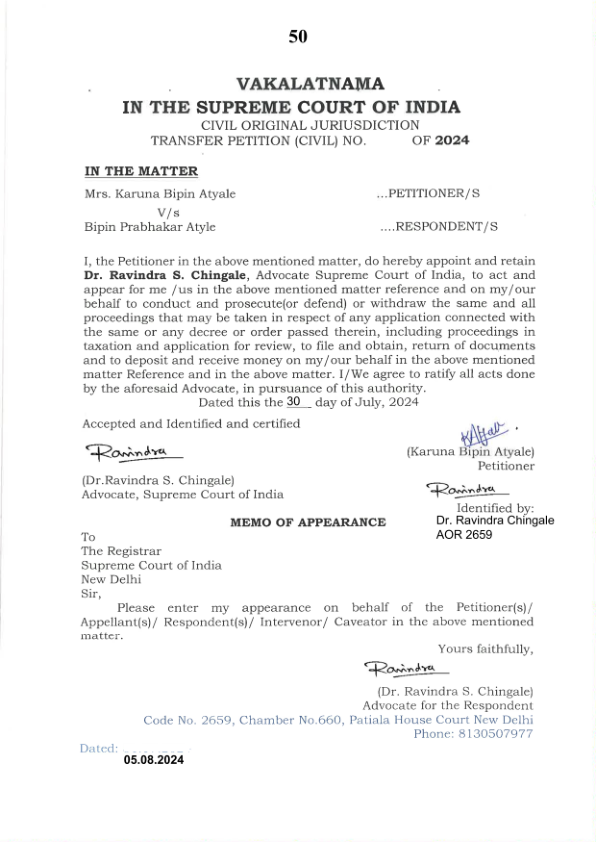 50
VAKALATNAMA
IN THE SUPREME COURT OF INDIA
CIVIL ORIGINAL JURIUSDICTION
TRANSFER PETITION (CIVIL) NO. OF 2024
IN THE MATTER
Mrs. Karuna Bipin Atyale ...PETITIONER/S
V/s
Bipin Prabhakar Atyle ....RESPONDENT/S
I, the Petitioner in the above mentioned matter, do hereby appoint and retain
Dr. Ravindra S. Chingale, Advocate Supreme Court of India, to act and
appear for me /us in the above mentioned matter reference and on my/our
behalf to conduct and prosecute(or defend) or withdraw the same and all
proceedings that may be taken in respect of any application connected with
the same or any decree or order passed therein, including proceedings in
taxation and application for review, to file and obtain, return of documents
and to deposit and receive money on my/our behalf in the above mentioned
matter Reference and in the above matter. I/We agree to ratify all acts done
by the aforesaid Advocate, in pursuance of this authority.
Dated this the 30 day of July, 2024
Accepted and Identified and certified
Ravindra
(Dr.Ravindra S. Chingale)
Advocate, Supreme Court of India
KAtyale
(Karuna Bipin Atyale)
Petitioner
Ravindra
Identified by:
Dr. Ravindra Chingale
AOR 2659
MEMO OF APPEARANCE
To
The Registrar
Supreme Court of India
New Delhi
Sir,
Please enter my appearance on behalf of the Petitioner(s)/
Appellant(s)/ Respondent(s)/ Intervenor/ Caveator in the above mentioned
matter.
Yours faithfully,
Ravindra
(Dr. Ravindra S. Chingale)
Advocate for the Respondent
Code No. 2659, Chamber No.660, Patiala House Court New Delhi
Phone: 8130507977
Dated:
05.08.2024